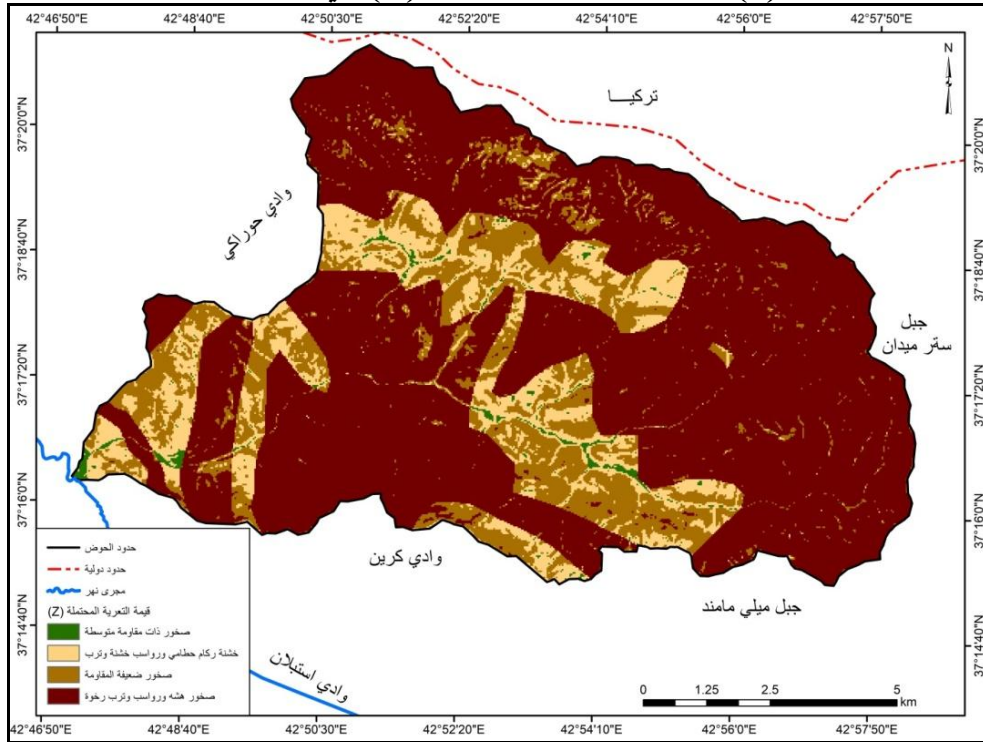 42°46'50"E 42°48'40"E 42°50'30"E 42°52'20"E 42°54'10"E 42°56'0"E 42°57'50"E
N
تركيـــا
37°20'0"N
37°20'0"N
وادي حوراكي
37°18'40"N
37°18'40"N
جبل
ستر ميدان
37°17'20"N
37°17'20"N
37°16'0"N
37°16'0"N
وادي كرين
جبل ميلي مامند
37°14'40"N
37°14'40"N
وادي استبلان
حدود الحوض
حدود دولية
مجرى نهر
قيمة التعرية المحتملة (Z)
صخور ذات مقاومة متوسطة
خشنة ركام حطامي ورواسب خشنة وترب
صخور ضعيفة المقاومة
صخور هشه ورواسب وترب رخوة
0 1.25 2.5 5
km
42°46'50"E 42°48'40"E 42°50'30"E 42°52'20"E 42°54'10"E 42°56'0"E 42°57'50"E